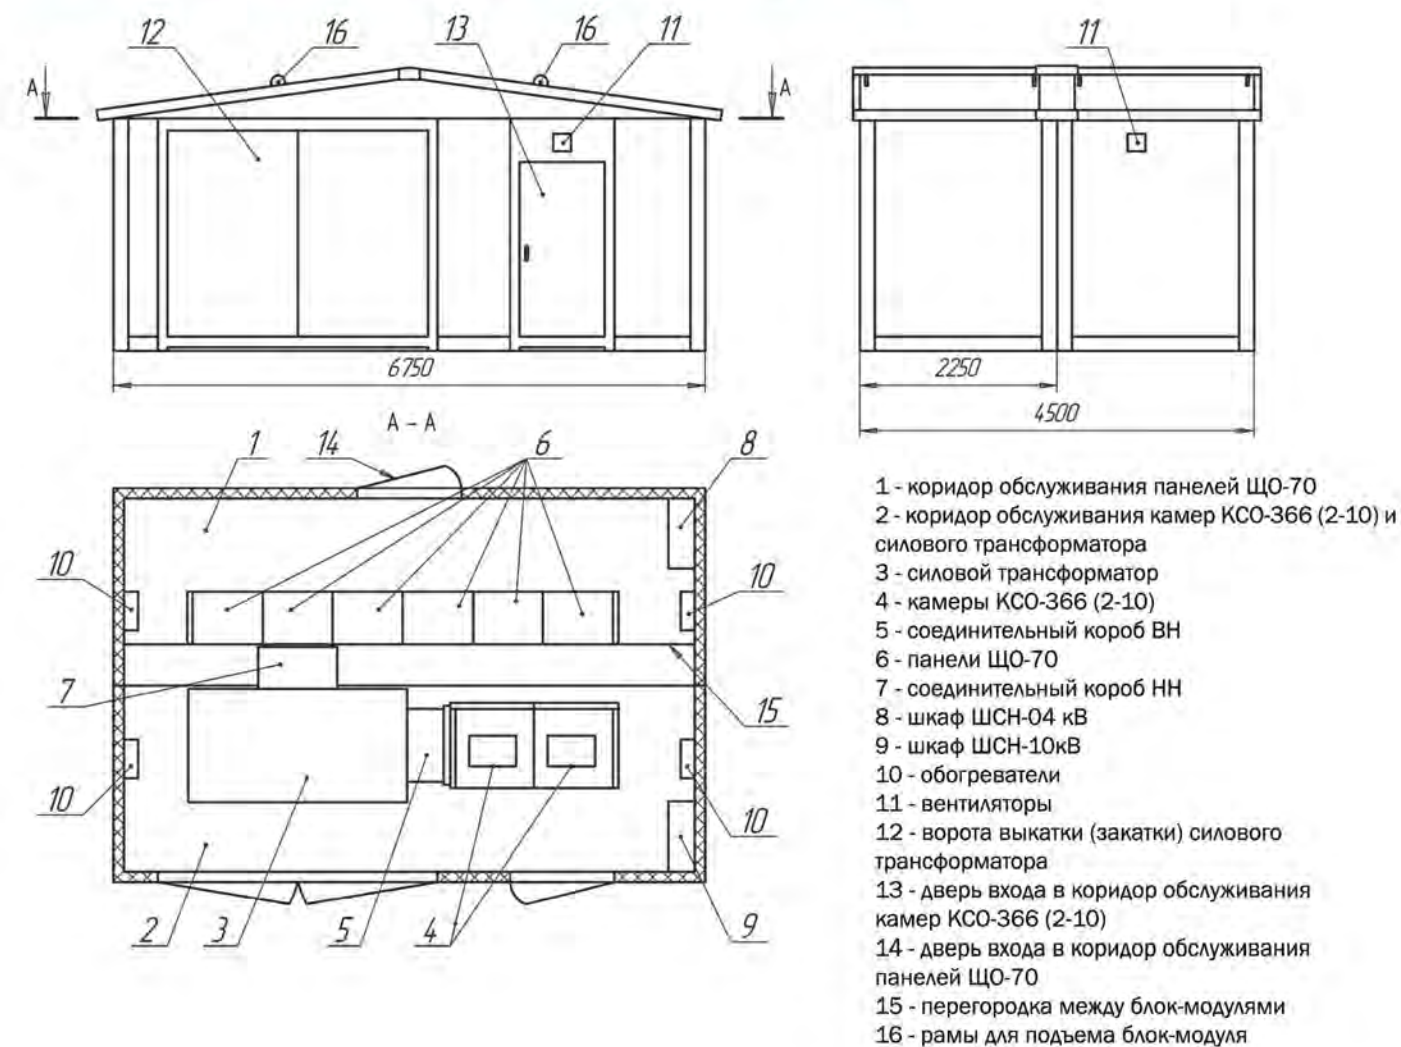 12
16
13
16
11
11
А
А
6750
2250
4500
А - А
1
14
6
8
10
10
7
15
10
10
2
3
5
4
9
1 - коридор обслуживания панелей ЩО-70
2 - коридор обслуживания камер КСО-366 (2-10) и
силового трансформатора
3 - силовой трансформатор
4 - камеры КСО-366 (2-10)
5 - соединительный короб ВН
6 - панели ЩО-70
7 - соединительный короб НН
8 - шкаф ШСН-04 кВ
9 - шкаф ШСН-10кВ
10 - обогреватели
11 - вентиляторы
12 - ворота выкатки (закатки) силового
трансформатора
13 - дверь входа в коридор обслуживания
камер КСО-366 (2-10)
14 - дверь входа в коридор обслуживания
панелей ЩО-70
15 - перегородка между блок-модулями
16 - рамы для подъема блок-модуля